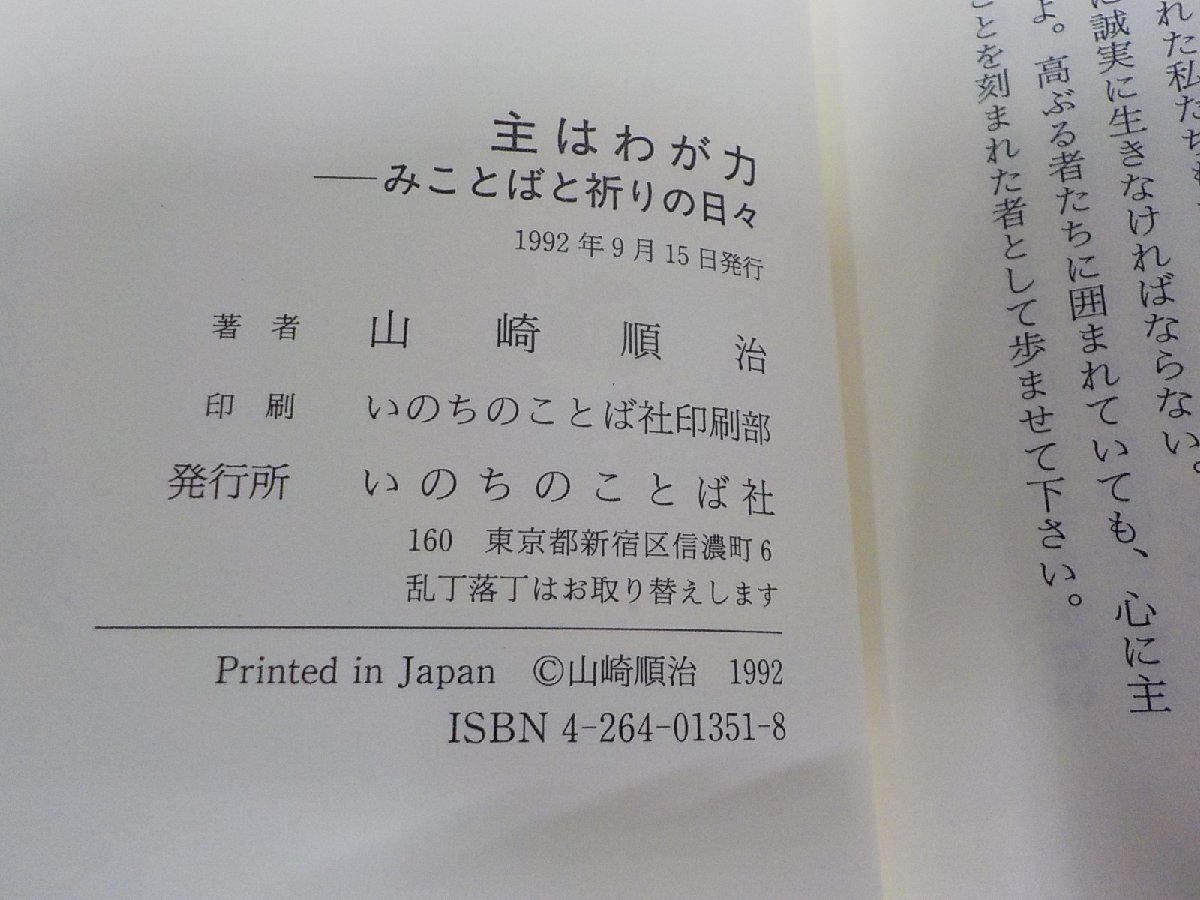 主はわが力
──みことばと祈りの日々
1992年9月15日発行
著者 山崎順治
印刷 いのちのことば社印刷部
発行所 いのちのことば社
160 東京都新宿区信濃町6
乱丁落丁はお取り替えします
Printed in Japan ©山崎順治 1992
ISBN 4-264-01351-8
れた私たちも、
に誠実に生きなければならない。
よ。高ぶる者たちに囲まれていても、心に主
ことを刻まれた者として歩ませて下さい。